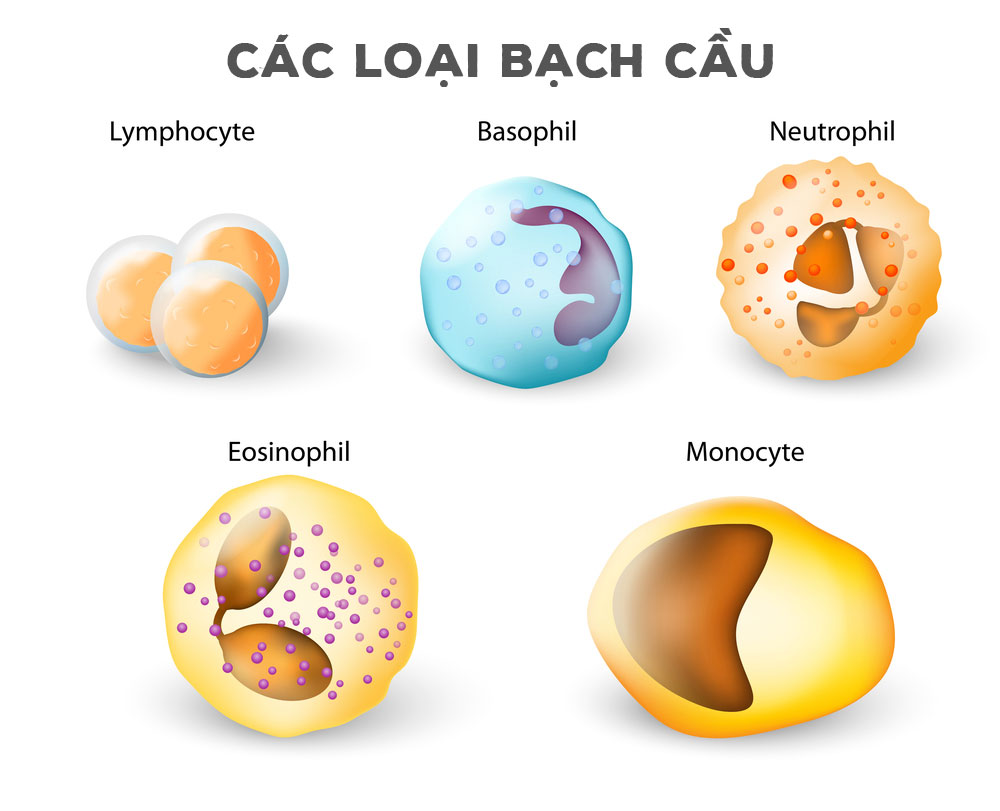 CÁC LOẠI BẠCH CẦU
Lymphocyte
Basophil
Neutrophil
Eosinophil
Monocyte